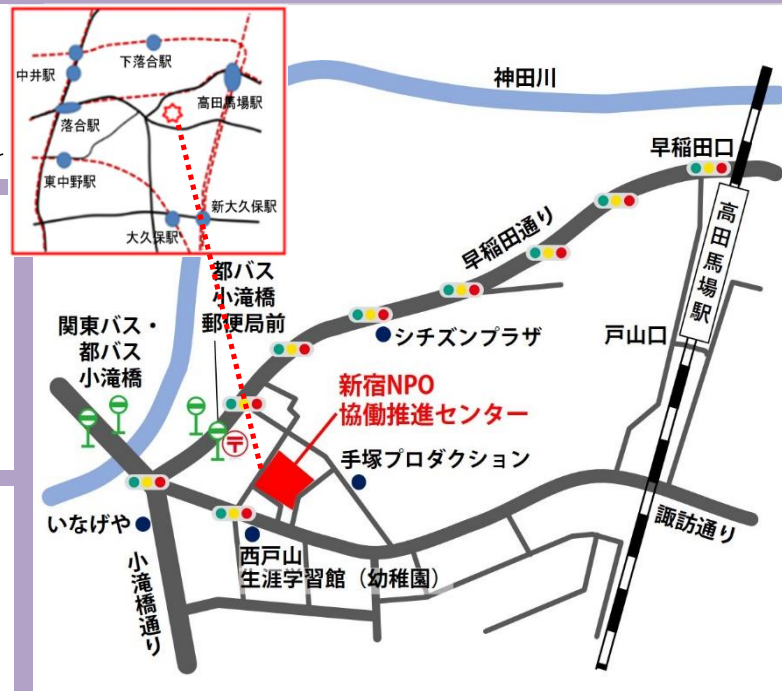 下落合駅
中井駅
高田馬場駅
落合駅
東中野駅
新大久保駅
大久保駅
神田川
早稲田口
早稲田通り
高田馬場駅
都バス
小滝橋
郵便局前
関東バス・
都バス
小滝橋
シチズンプラザ
戸山口
新宿NPO
協働推進センター
手塚プロダクション
諏訪通り
いなげや
西戸山
生涯学習館（幼稚園）
小滝橋通り